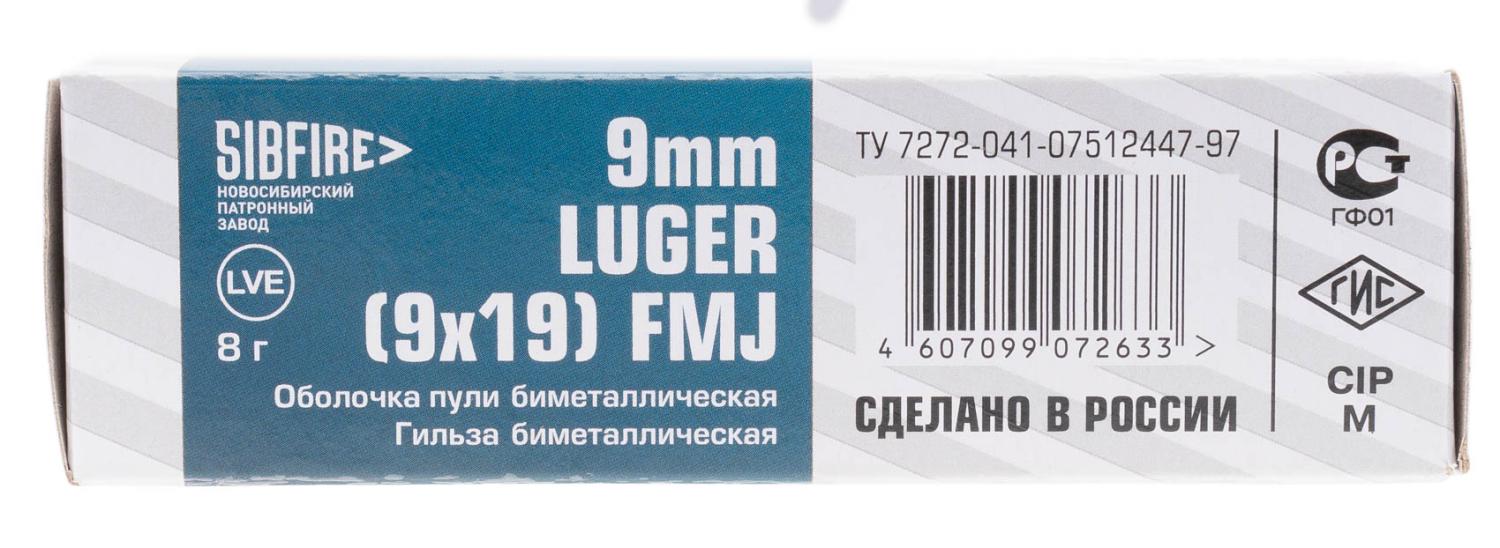 SIBFIRE>
НОВОСИБИРСКИЙ
ПАТРОННЫЙ
ЗАВОД
LVE
8 г
9mm
LUGER
(9x19) FMJ
Оболочка пули биметаллическая
Гильза биметаллическая
ТУ 7272-041-07512447-97
4 607099 072633 >
СДЕЛАНО В РОССИИ
РСТ
ГФ01
ГИС
CIP
M